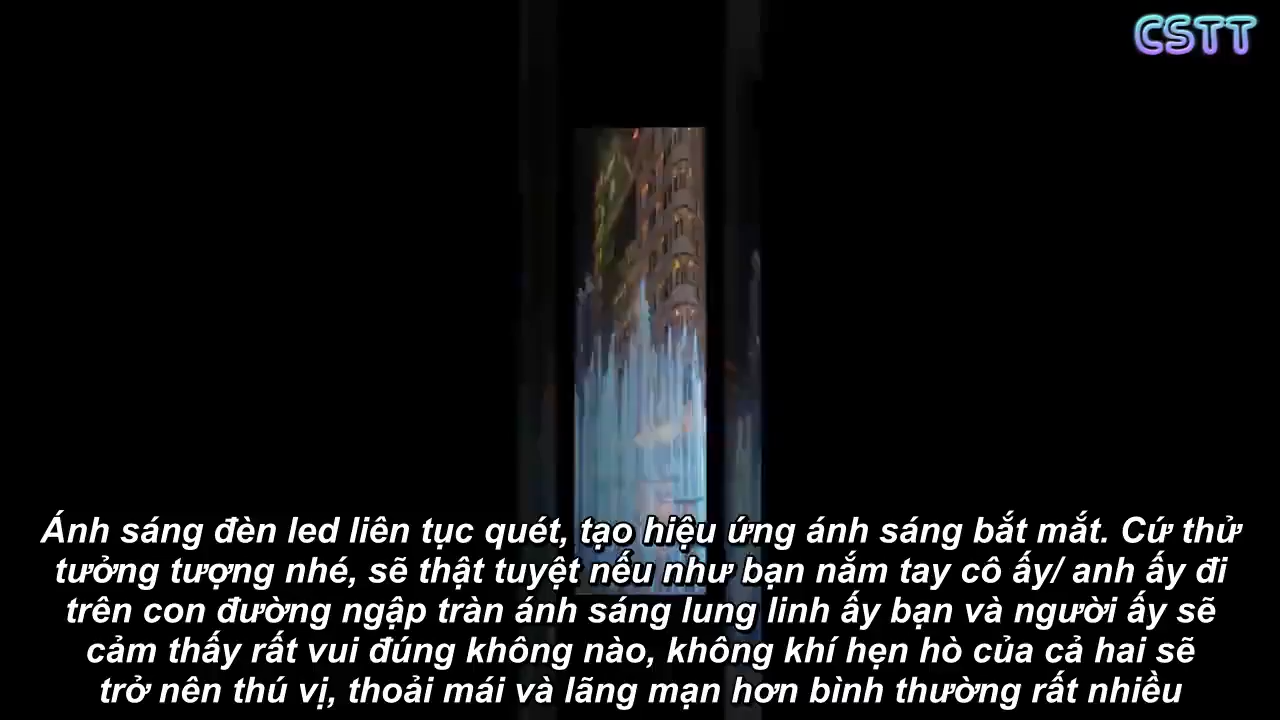 CSTT
Ánh sáng đèn led liên tục quét, tạo hiệu ứng ánh sáng bắt mắt. Cứ thử
tưởng tượng nhé, sẽ thật tuyệt nếu như bạn nắm tay cô ấy/ anh ấy đi
trên con đường ngập tràn ánh sáng lung linh ấy bạn và người ấy sẽ
cảm thấy rất vui đúng không nào, không khí hẹn hò của cả hai sẽ
trở nên thú vị, thoải mái và lãng mạn hơn bình thường rất nhiều